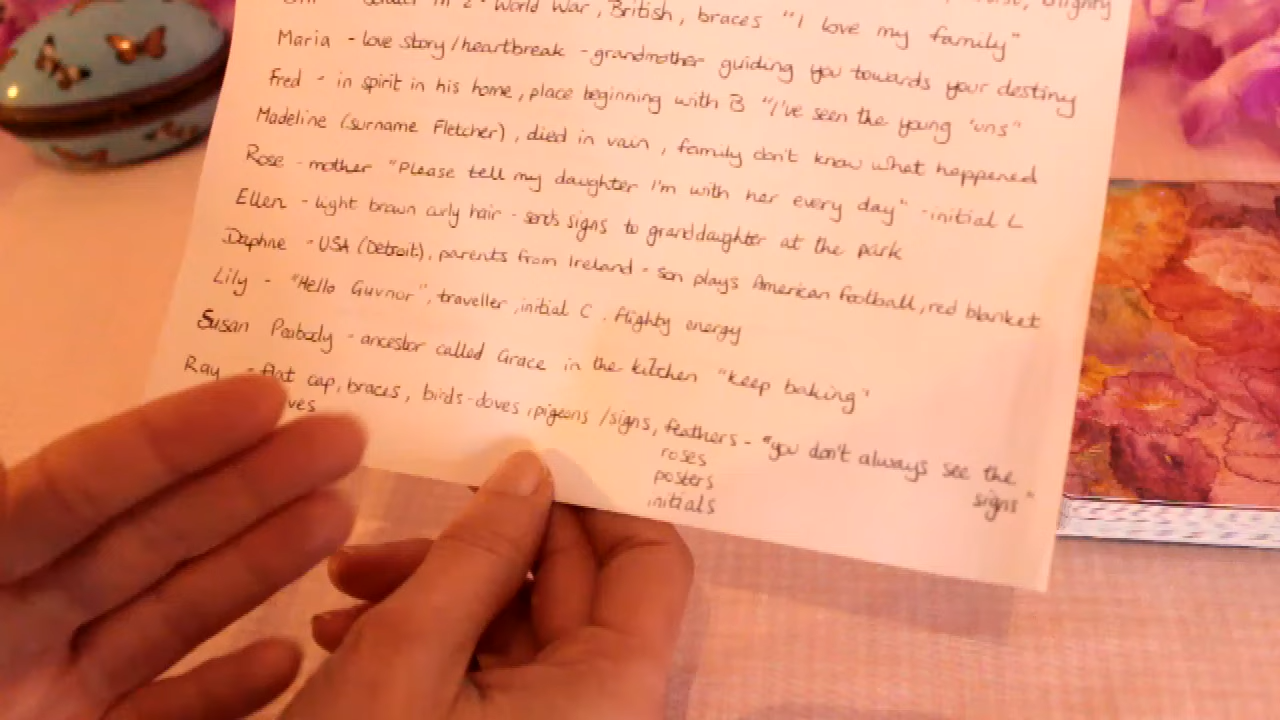 World War, British, braces "I love my family"
Maria - love story/heartbreak - grandmother guiding you towards your destiny
Fred - in spirit in his home, place beginning with B "I've seen the young 'uns"
Madeline (surname Fletcher), died in vain, family don't know what happened
Rose - mother "Please tell my daughter I'm with her every day" - initial L
Ellen - light brown curly hair - sends signs to granddaughter at the park
Daphne - USA (Detroit), parents from Ireland - son plays American football, red blanket
Lily - "Hello Guvnor", traveller, initial C. flighty energy
Susan Peabody - ancestor called Grace in the kitchen "keep baking"
Ray - flat cap, braces, birds - doves, pigeons / signs, feathers - "you don't always see the signs"
roses
posters
initials